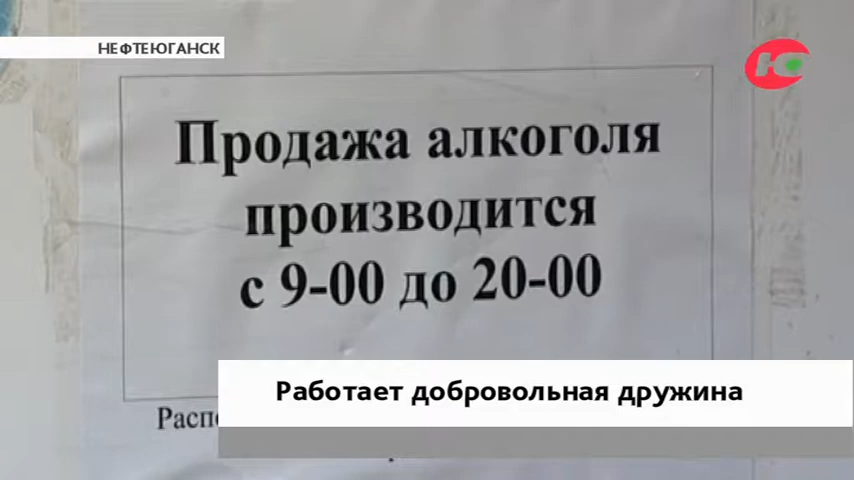 НЕФТЕЮГАНСК
Продажа алкоголя
производится
с 9-00 до 20-00
Работает добровольная дружина